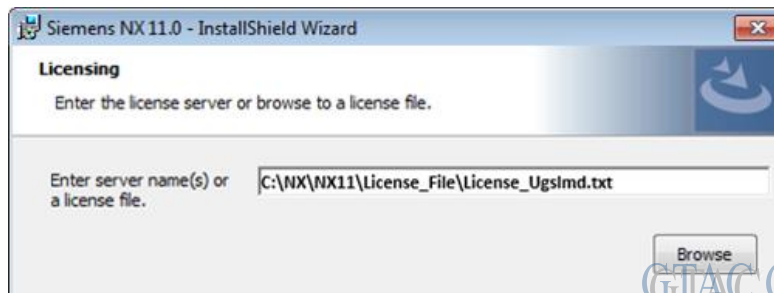 Siemens NX 11.0 - InstallShield Wizard
Licensing
Enter the license server or browse to a license file.
Enter server name(s) or
a license file.
C:\NX\NX11\License_File\License_Ugslmd.txt
Browse
GTAC